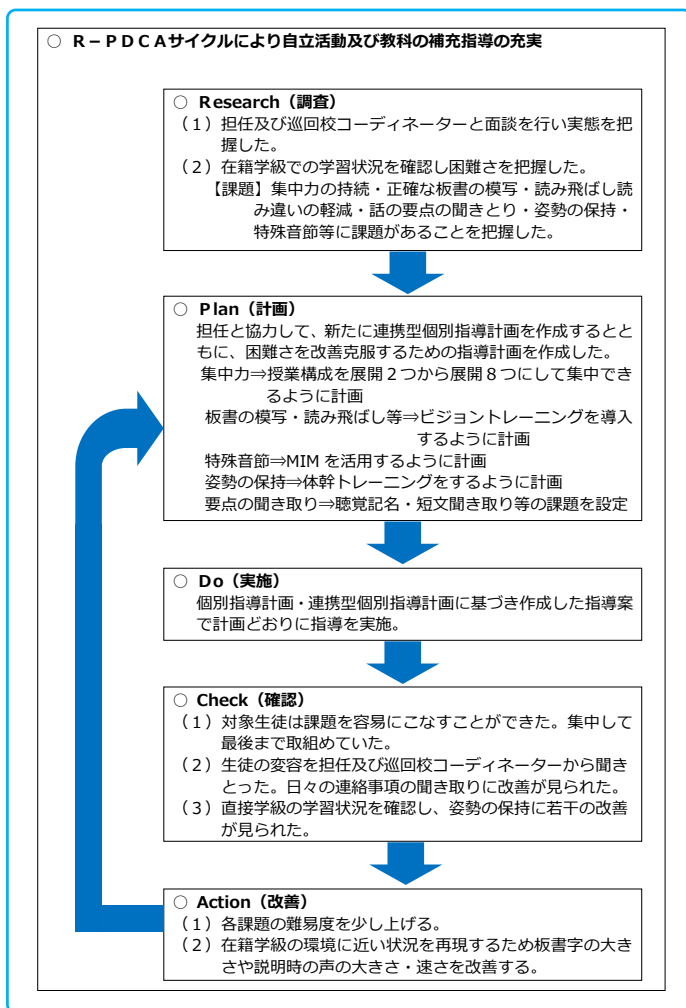 ○ R－PDCAサイクルにより自立活動及び教科の補充指導の充実
○ Research（調査）
（１）担任及び巡回校コーディネーターと面談を行い実態を把
握した。
（２）在籍学級での学習状況を確認し困難さを把握した。
【課題】集中力の持続・正確な板書の模写・読み飛ばし読
み違いの軽減・話の要点の聞きとり・姿勢の保持・
特殊音節等に課題があることを把握した。
○ Plan（計画）
担任と協力して、新たに連携型個別指導計画を作成するとと
もに、困難さを改善克服するための指導計画を作成した。
集中力⇒授業構成を展開２つから展開８つにして集中でき
るように計画
板書の模写・読み飛ばし等⇒ビジョントレーニングを導入
するように計画
特殊音節⇒MIM を活用するように計画
姿勢の保持⇒体幹トレーニングをするように計画
要点の聞き取り⇒聴覚記名・短文聞き取り等の課題を設定
○ Do（実施）
個別指導計画・連携型個別指導計画に基づき作成した指導案
で計画どおりに指導を実施。
○ Check（確認）
（１）対象生徒は課題を容易にこなすことができた。集中して
最後まで取組めていた。
（２）生徒の変容を担任及び巡回校コーディネーターから聞き
とった。日々の連絡事項の聞き取りに改善が見られた。
（３）直接学級の学習状況を確認し、姿勢の保持に若干の改善
が見られた。
○ Action（改善）
（１）各課題の難易度を少し上げる。
（２）在籍学級の環境に近い状況を再現するため板書字の大き
さや説明時の声の大きさ・速さを改善する。